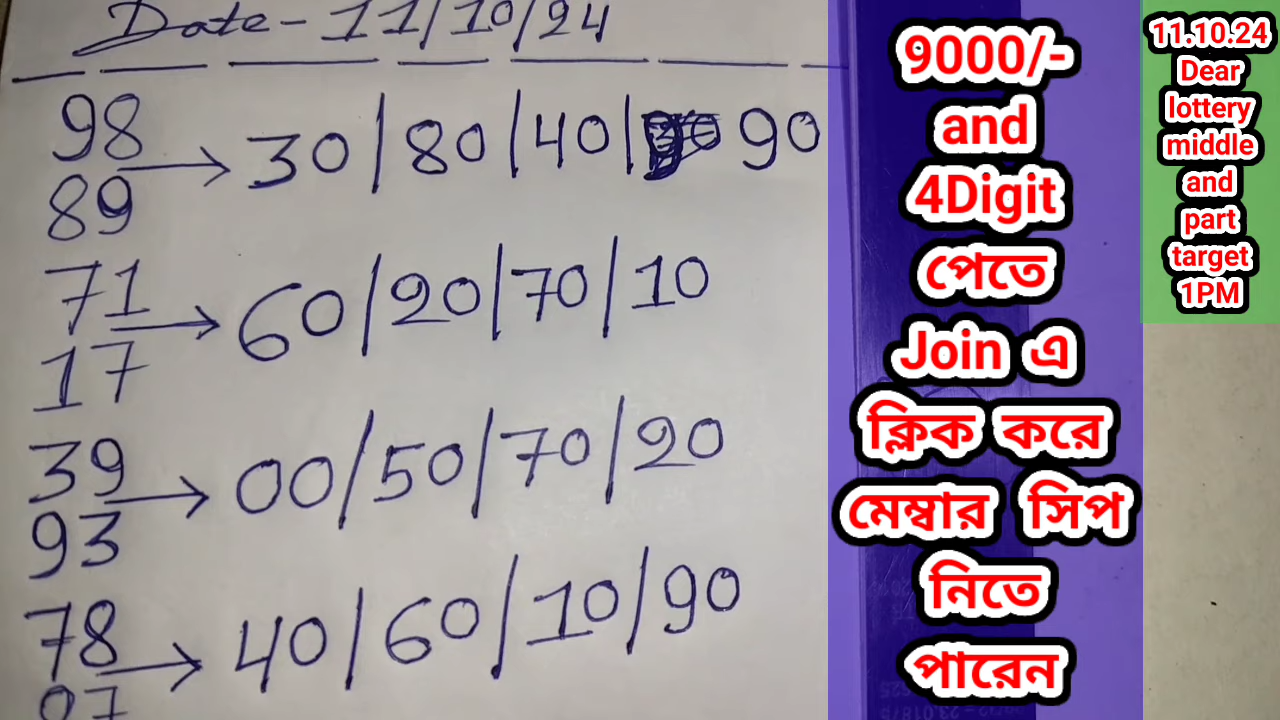 Date - 11/10/24
98
89 → 30/80/40/ 90
71
17 → 60/20/70/10
39
93 → 00/50/70/20
78 → 40/60/10/90
9000/-
and
4Digit
পেতে
Join এ
ক্লিক করে
মেম্বার সিপ
নিতে
পারেন
11.10.24
Dear
lottery
middle
and
part
target
1PM